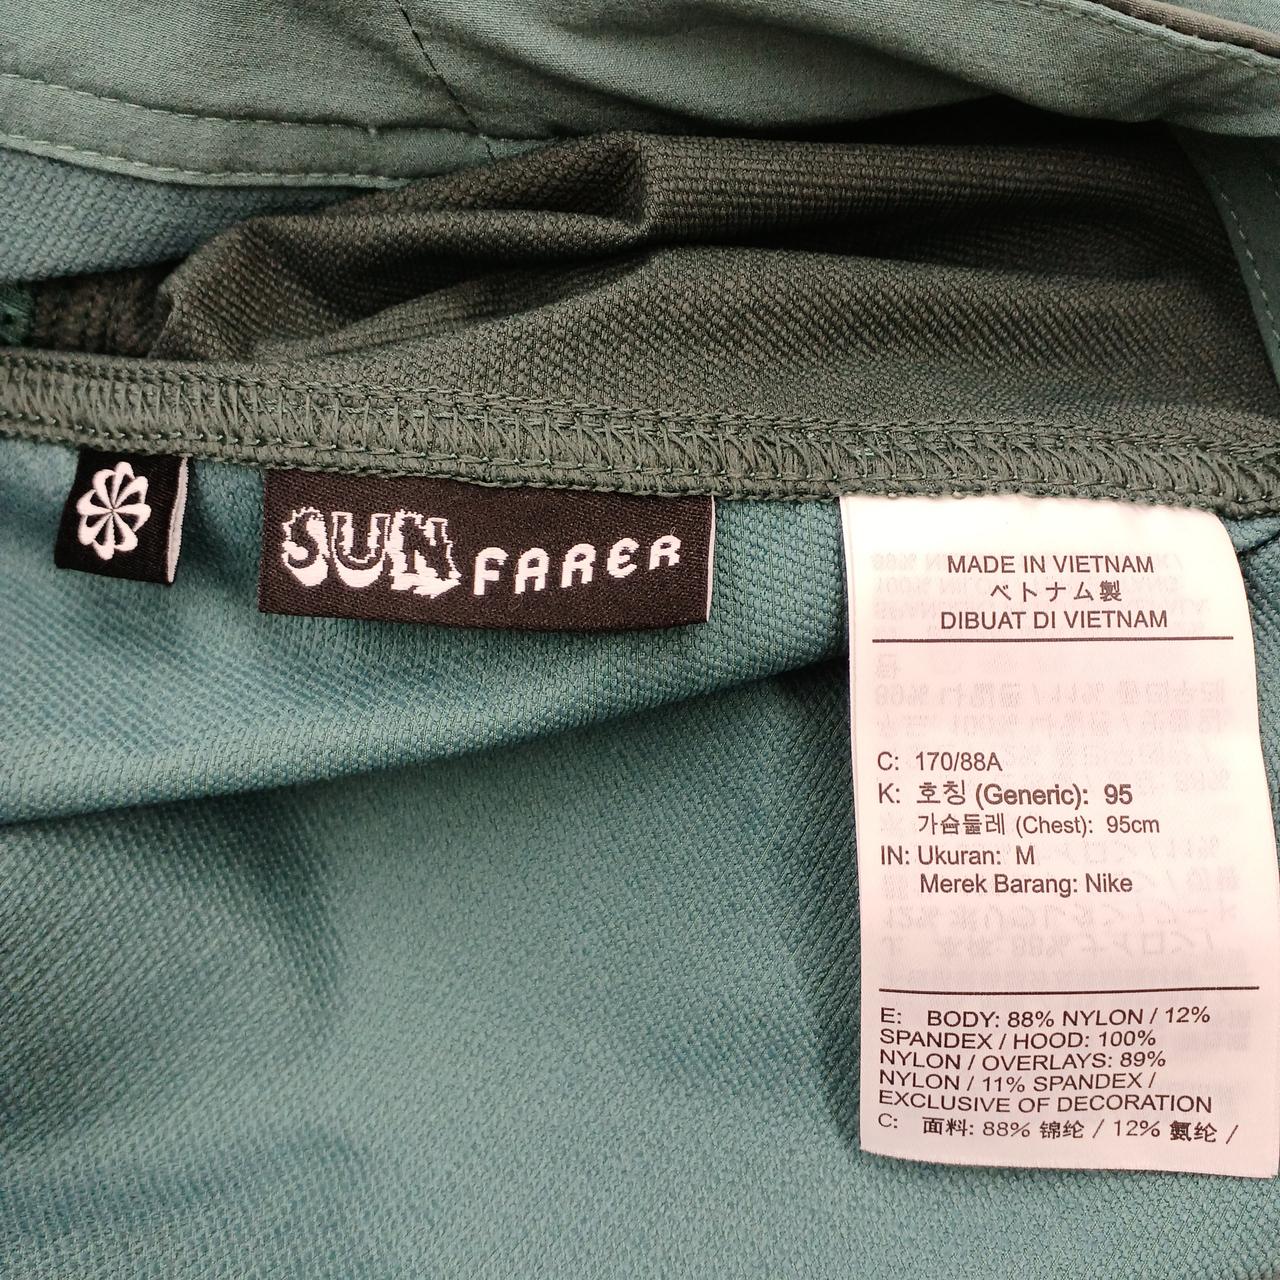 SUN FARER
MADE IN VIETNAM
ベトナム製
DIBUAT DI VIETNAM
C: 170/88A
K: 호칭 (Generic): 95
가슴둘레 (Chest): 95cm
IN: Ukuran: M
Merek Barang: Nike
E: BODY: 88% NYLON / 12%
SPANDEX / HOOD: 100%
NYLON / OVERLAYS: 89%
NYLON / 11% SPANDEX /
EXCLUSIVE OF DECORATION
C: 面料: 88% 锦纶 / 12% 氨纶 /